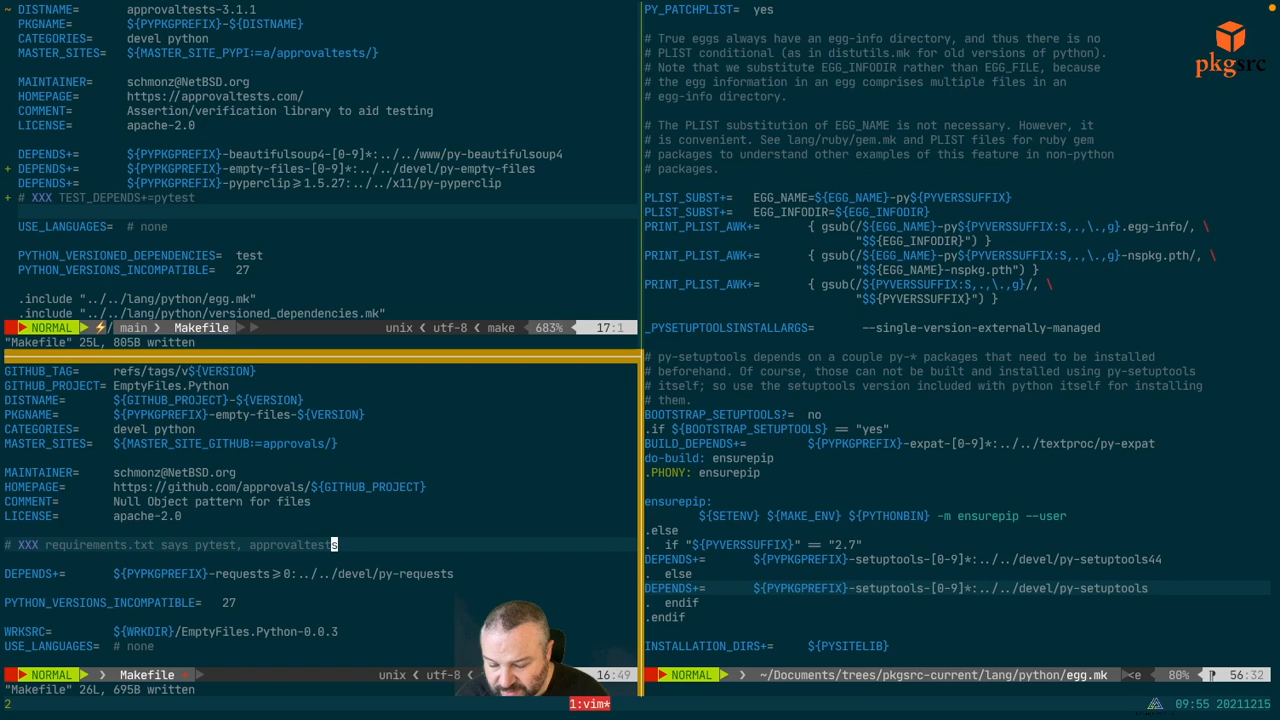 ~ DISTNAME= approvaltests-3.1.1
PKGNAME= ${PYPKGPREFIX}-${DISTNAME}
CATEGORIES= devel python
MASTER_SITES= ${MASTER_SITE_PYPI:=a/approvaltests/}
MAINTAINER= schmonz@NetBSD.org
HOMEPAGE= https://approvaltests.com/
COMMENT= Assertion/verification library to aid testing
LICENSE= apache-2.0
DEPENDS+= ${PYPKGPREFIX}-beautifulsoup4-[0-9]*:../../www/py-beautifulsoup4
+ DEPENDS+= ${PYPKGPREFIX}-empty-files-[0-9]*:../../devel/py-empty-files
DEPENDS+= ${PYPKGPREFIX}-pyperclip>=1.5.27:../../x11/py-pyperclip
+ # XXX TEST_DEPENDS+=pytest
USE_LANGUAGES= # none
PYTHON_VERSIONED_DEPENDENCIES= test
PYTHON_VERSIONS_INCOMPATIBLE= 27
.include "../../lang/python/egg.mk"
.include "../../lang/python/versioned_dependencies.mk"
NORMAL ⚡ main ❯ Makefile unix ❮ utf-8 ❮ make 683% 17:1
"Makefile" 25L, 805B written
GITHUB_TAG= refs/tags/v${VERSION}
GITHUB_PROJECT= EmptyFiles.Python
DISTNAME= ${GITHUB_PROJECT}-${VERSION}
PKGNAME= ${PYPKGPREFIX}-empty-files-${VERSION}
CATEGORIES= devel python
MASTER_SITES= ${MASTER_SITE_GITHUB:=approvals/}
MAINTAINER= schmonz@NetBSD.org
HOMEPAGE= https://github.com/approvals/${GITHUB_PROJECT}
COMMENT= Null Object pattern for files
LICENSE= apache-2.0
# XXX requirements.txt says pytest, approvaltests
DEPENDS+= ${PYPKGPREFIX}-requests>=0:../../devel/py-requests
PYTHON_VERSIONS_INCOMPATIBLE= 27
WRKSRC= ${WRKDIR}/EmptyFiles.Python-0.0.3
USE_LANGUAGES= # none
NORMAL ❯ Makefile unix ❮ utf-8 16:49
"Makefile" 26L, 695B written
PY_PATCHPLIST= yes
# True eggs always have an egg-info directory, and thus there is no
# PLIST conditional (as in distutils.mk for old versions of python).
# Note that we substitute EGG_INFODIR rather than EGG_FILE, because
# the egg information in an egg comprises multiple files in an
# egg-info directory.
# The PLIST substitution of EGG_NAME is not necessary. However, it
# is convenient. See lang/ruby/gem.mk and PLIST files for ruby gem
# packages to understand other examples of this feature in non-python
# packages.
PLIST_SUBST+= EGG_NAME=${EGG_NAME}-py${PYVERSSUFFIX}
PLIST_SUBST+= EGG_INFODIR=${EGG_INFODIR}
PRINT_PLIST_AWK+= { gsub(/${EGG_NAME}-py${PYVERSSUFFIX:S,.,\.,g}.egg-info/, \
"$${EGG_INFODIR}") }
PRINT_PLIST_AWK+= { gsub(/${EGG_NAME}-py${PYVERSSUFFIX:S,.,\.,g}-nspkg.pth/, \
"$${EGG_NAME}-nspkg.pth") }
PRINT_PLIST_AWK+= { gsub(/${PYVERSSUFFIX:S,.,\.,g}/, \
"$${PYVERSSUFFIX}") }
_PYSETUPTOOLSINSTALLARGS= --single-version-externally-managed
# py-setuptools depends on a couple py-* packages that need to be installed
# beforehand. Of course, those can not be built and installed using py-setuptools
# itself; so use the setuptools version included with python itself for installing
# them.
BOOTSTRAP_SETUPTOOLS?= no
.if ${BOOTSTRAP_SETUPTOOLS} == "yes"
BUILD_DEPENDS+= ${PYPKGPREFIX}-expat-[0-9]*:../../textproc/py-expat
do-build: ensurepip
.PHONY: ensurepip
ensurepip:
${SETENV} ${MAKE_ENV} ${PYTHONBIN} -m ensurepip --user
.else
. if "${PYVERSSUFFIX}" == "2.7"
DEPENDS+= ${PYPKGPREFIX}-setuptools-[0-9]*:../../devel/py-setuptools44
. else
DEPENDS+= ${PYPKGPREFIX}-setuptools-[0-9]*:../../devel/py-setuptools
. endif
.endif
INSTALLATION_DIRS+= ${PYSITELIB}
NORMAL ❯ ~/Documents/trees/pkgsrc-current/lang/python/egg.mk <e 80% 56:32
2 1:vim* 09:55 20211215
pkgsrc